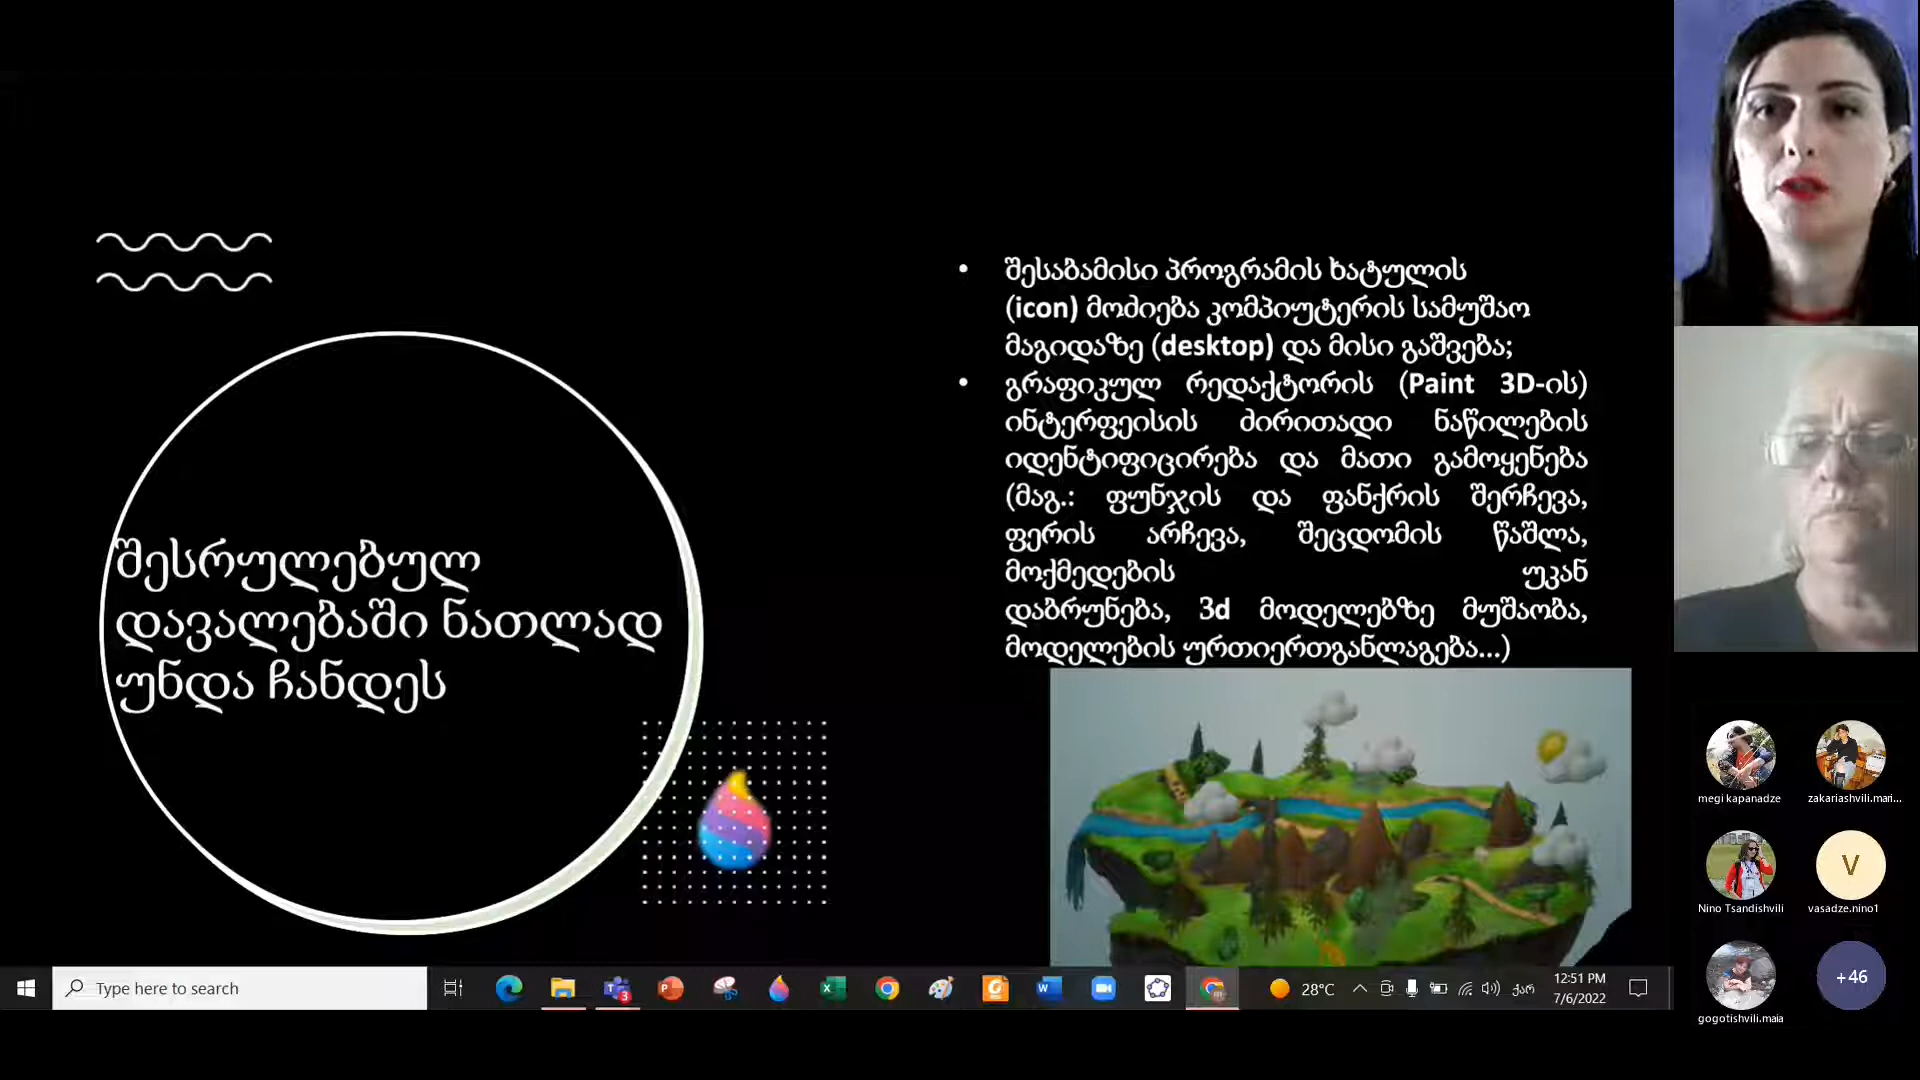 შესრულებულ
დავალებაში ნათლად
უნდა ჩანდეს
• შესაბამისი პროგრამის ხატულის
(icon) მოძიება კომპიუტერის სამუშაო
მაგიდაზე (desktop) და მისი გაშვება;
• გრაფიკულ რედაქტორის (Paint 3D-ის)
ინტერფეისის ძირითადი ნაწილების
იდენტიფიცირება და მათი გამოყენება
(მაგ.: ფუნჯის და ფანქრის შერჩევა,
ფერის არჩევა, შეცდომის წაშლა,
მოქმედების უკან
დაბრუნება, 3d მოდელებზე მუშაობა,
მოდელების ურთიერთგანლაგება...)
megi kapanadze
zakariashvili.mari...
V
Nino Tsandishvili
vasadze.nino1
+46
gogotishvili.maia
Type here to search
3
28°C
ქარ
12:51 PM
7/6/2022